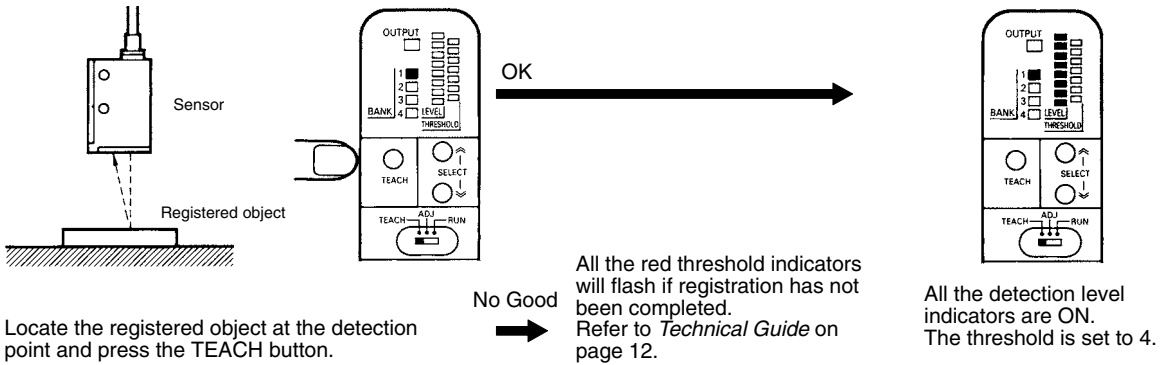 Sensor
Registered object
Locate the registered object at the detection
point and press the TEACH button.
OUTPUT
1
2
3
BANK 4 LEVEL
THRESHOLD
TEACH
SELECT
ADJ
TEACH RUN
OK
No Good
All the red threshold indicators
will flash if registration has not
been completed.
Refer to Technical Guide on
page 12.
OUTPUT
1
2
3
BANK 4 LEVEL
THRESHOLD
TEACH
SELECT
ADJ
TEACH RUN
All the detection level
indicators are ON.
The threshold is set to 4.